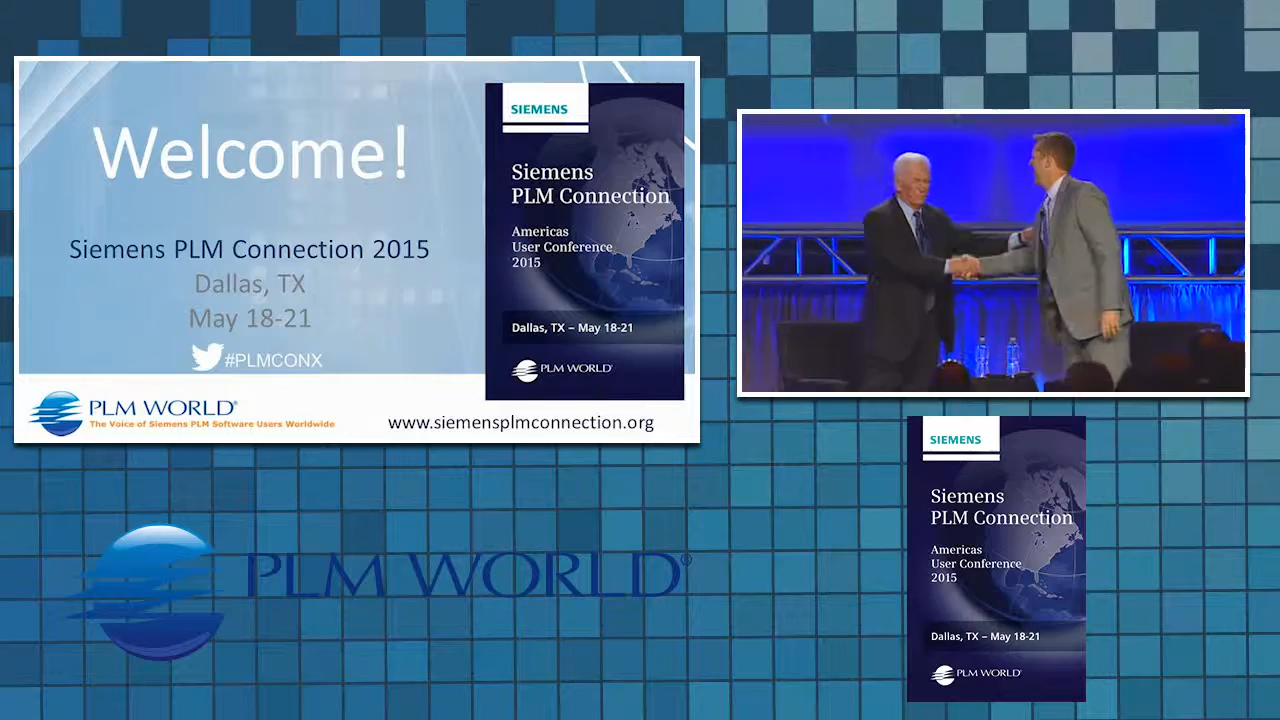 Welcome!
Siemens PLM Connection 2015
Dallas, TX
May 18-21
#PLMCONX
PLM WORLD®
The Voice of Siemens PLM Software Users Worldwide
www.siemensplmconnection.org
SIEMENS
Siemens
PLM Connection
Americas
User Conference
2015
Dallas, TX – May 18-21
PLM WORLD®
PLM WORLD®
SIEMENS
Siemens
PLM Connection
Americas
User Conference
2015
Dallas, TX – May 18-21
PLM WORLD®